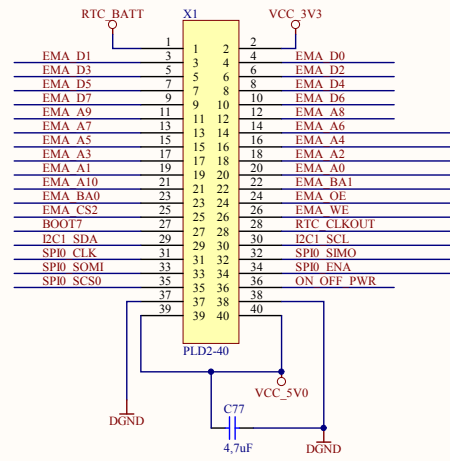 RTC_BATT X1 VCC_3V3
1 1 2 2
EMA_D1 3 3 4 4 EMA_D0
EMA_D3 5 5 6 6 EMA_D2
EMA_D5 7 7 8 8 EMA_D4
EMA_D7 9 9 10 10 EMA_D6
EMA_A9 11 11 12 12 EMA_A8
EMA_A7 13 13 14 14 EMA_A6
EMA_A5 15 15 16 16 EMA_A4
EMA_A3 17 17 18 18 EMA_A2
EMA_A1 19 19 20 20 EMA_A0
EMA_A10 21 21 22 22 EMA_BA1
EMA_BA0 23 23 24 24 EMA_OE
EMA_CS2 25 25 26 26 EMA_WE
BOOT7 27 27 28 28 RTC_CLKOUT
I2C1_SDA 29 29 30 30 I2C1_SCL
SPI0_CLK 31 31 32 32 SPI0_SIMO
SPI0_SOMI 33 33 34 34 SPI0_ENA
SPI0_SCS0 35 35 36 36 ON_OFF_PWR
37 37 38 38
39 39 40 40
PLD2-40
VCC_5V0
C77
DGND
4,7uF
DGND